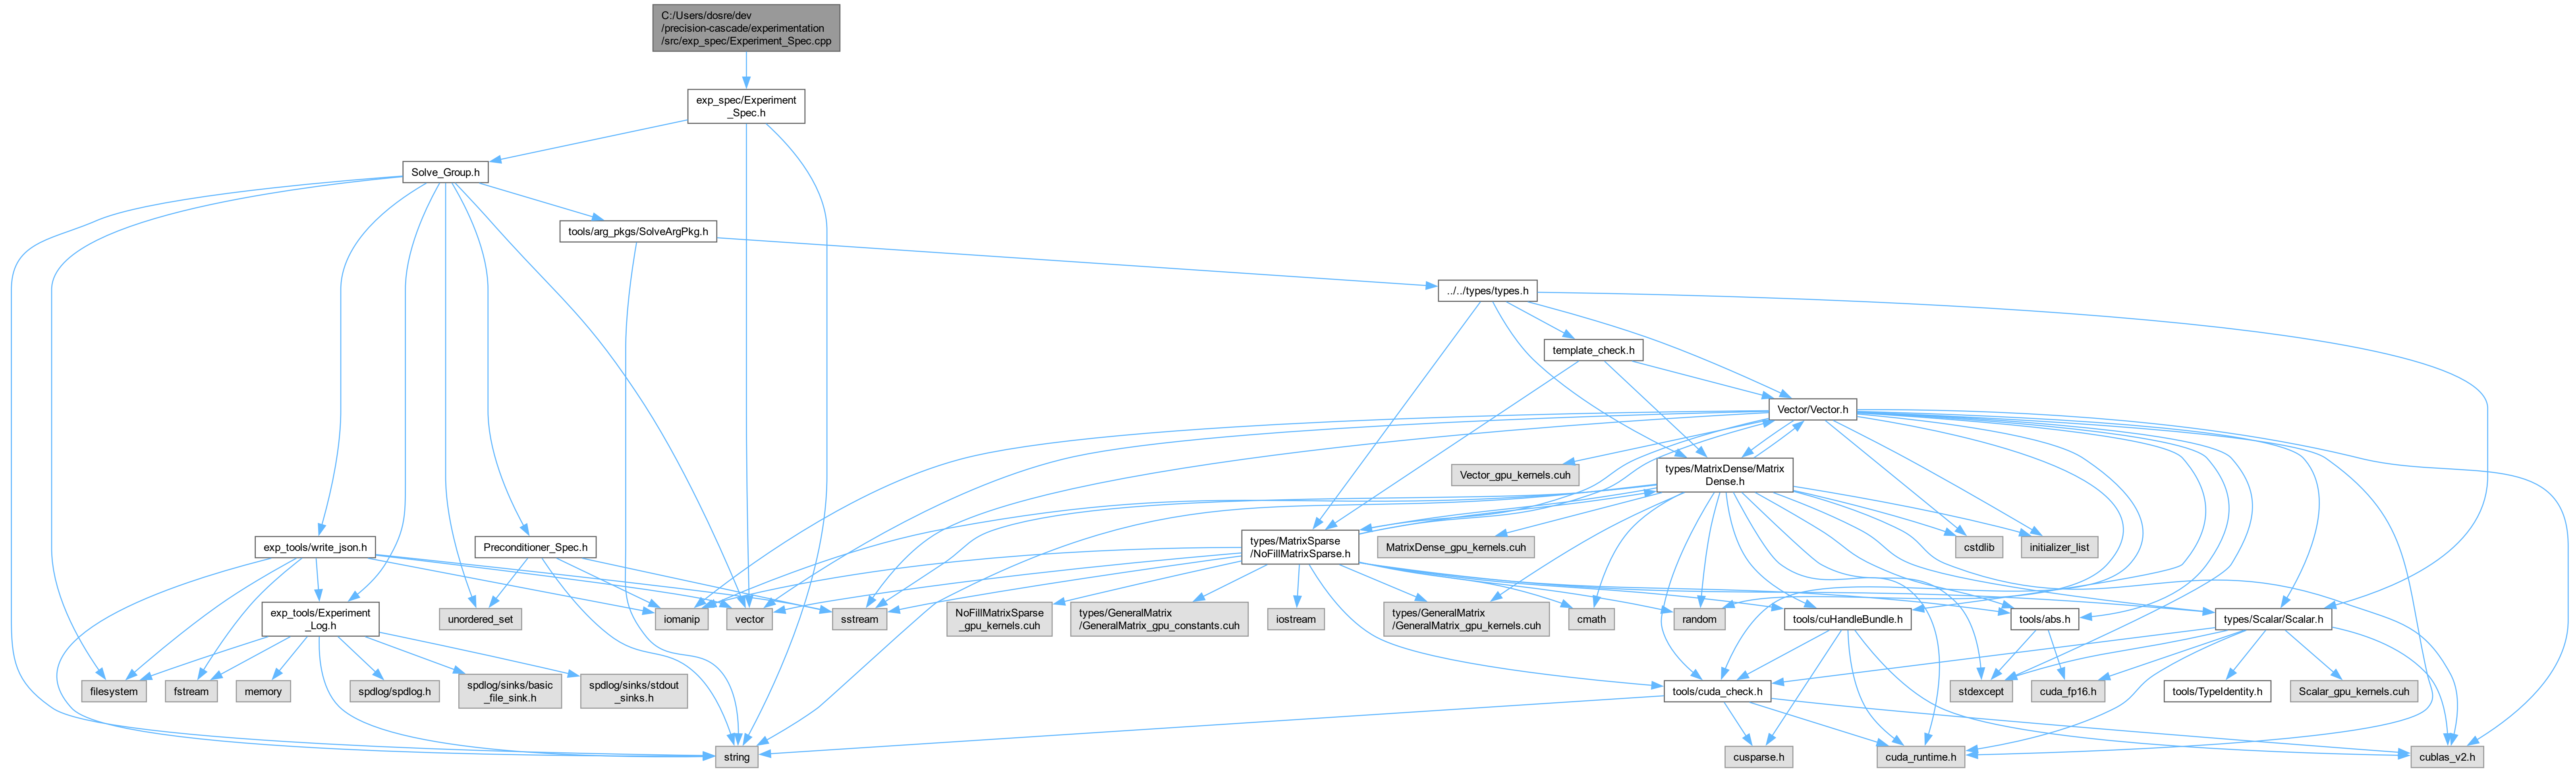 C:/Users/dosre/dev
/precision-cascade/experimentation
/src/exp_spec/Experiment_Spec.cpp
exp_spec/Experiment
_Spec.h
Solve_Group.h
tools/arg_pkgs/SolveArgPkg.h
../../types/types.h
template_check.h
Vector/Vector.h
Vector_gpu_kernels.cuh
types/MatrixDense/Matrix
Dense.h
exp_tools/write_json.h
Preconditioner_Spec.h
types/MatrixSparse
/NoFillMatrixSparse.h
MatrixDense_gpu_kernels.cuh
cstdlib
initializer_list
exp_tools/Experiment
_Log.h
unordered_set
iomanip
vector
sstream
NoFillMatrixSparse
_gpu_kernels.cuh
types/GeneralMatrix
/GeneralMatrix_gpu_constants.cuh
iostream
types/GeneralMatrix
/GeneralMatrix_gpu_kernels.cuh
cmath
random
tools/cuHandleBundle.h
tools/abs.h
types/Scalar/Scalar.h
filesystem
fstream
memory
spdlog/spdlog.h
spdlog/sinks/basic
_file_sink.h
spdlog/sinks/stdout
_sinks.h
tools/cuda_check.h
stdexcept
cuda_fp16.h
tools/TypeIdentity.h
Scalar_gpu_kernels.cuh
string
cusparse.h
cuda_runtime.h
cublas_v2.h